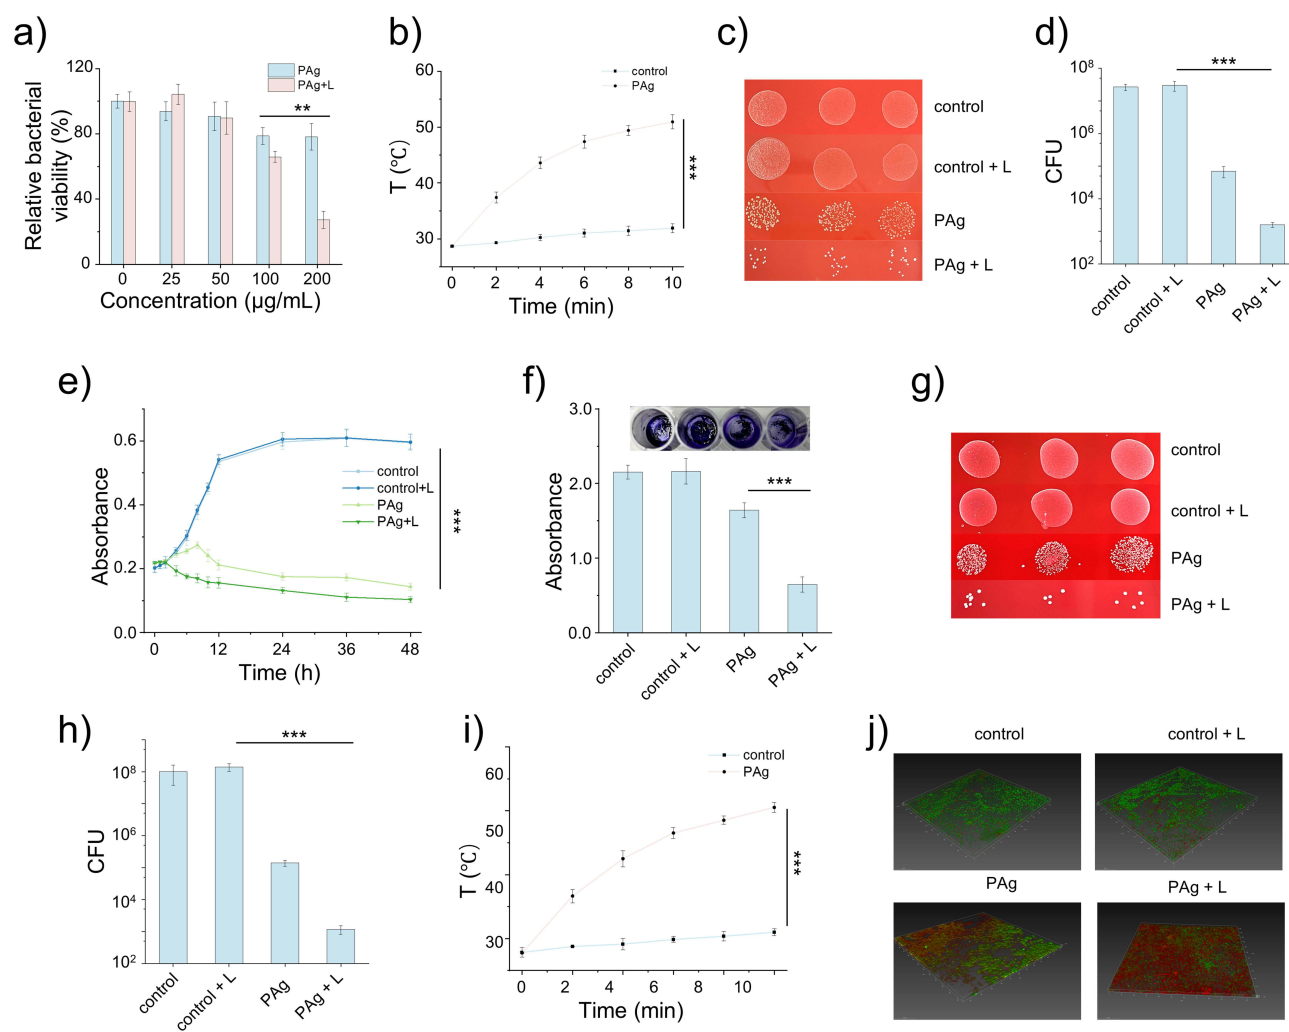 a)
Relative bacterial
viability (%)
120
80
40
0
PAg
PAg+L
**
0 25 50 100 200
Concentration (µg/mL)
b)
T (℃)
60
50
40
30
control
PAg
***
0 2 4 6 8 10
Time (min)
c)
control
control + L
PAg
PAg + L
d)
CFU
10⁸
10⁶
10⁴
10²
***
control
control + L
PAg
PAg + L
e)
Absorbance
0.6
0.4
0.2
0.0
control
control+L
PAg
PAg+L
***
0 12 24 36 48
Time (h)
f)
Absorbance
3.0
2.0
1.0
0.0
***
control
control + L
PAg
PAg + L
g)
control
control + L
PAg
PAg + L
h)
CFU
10⁸
10⁶
10⁴
10²
***
control
control + L
PAg
PAg + L
i)
T (℃)
60
50
40
30
control
PAg
***
0 2 4 6 8 10
Time (min)
j)
control
control + L
PAg
PAg + L